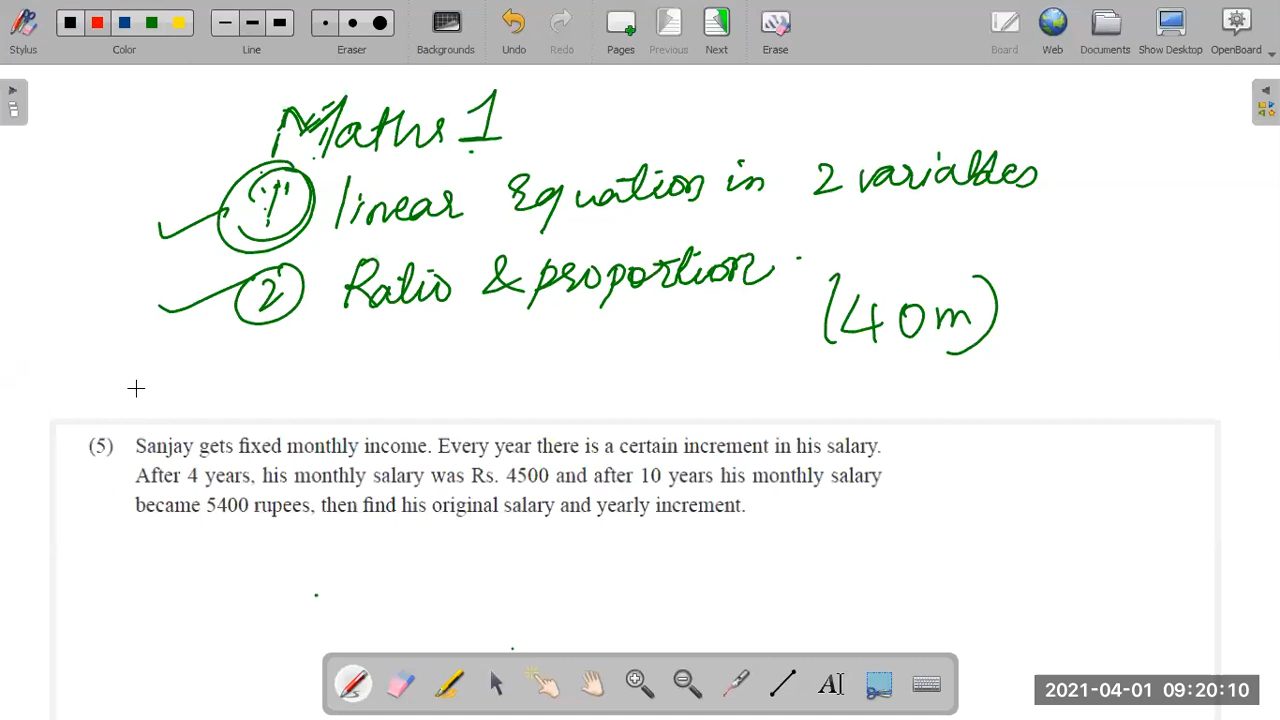 Stylus
Color
Line
Eraser
Backgrounds
Undo
Redo
Pages
Previous
Next
Erase
Board
Web
Documents
Show Desktop
OpenBoard
Maths 1
1 linear Equation in 2 variables
2 Ratio & proportion.
(40m)
(5) Sanjay gets fixed monthly income. Every year there is a certain increment in his salary.
After 4 years, his monthly salary was Rs. 4500 and after 10 years his monthly salary
became 5400 rupees, then find his original salary and yearly increment.
2021-04-01 09:20:10